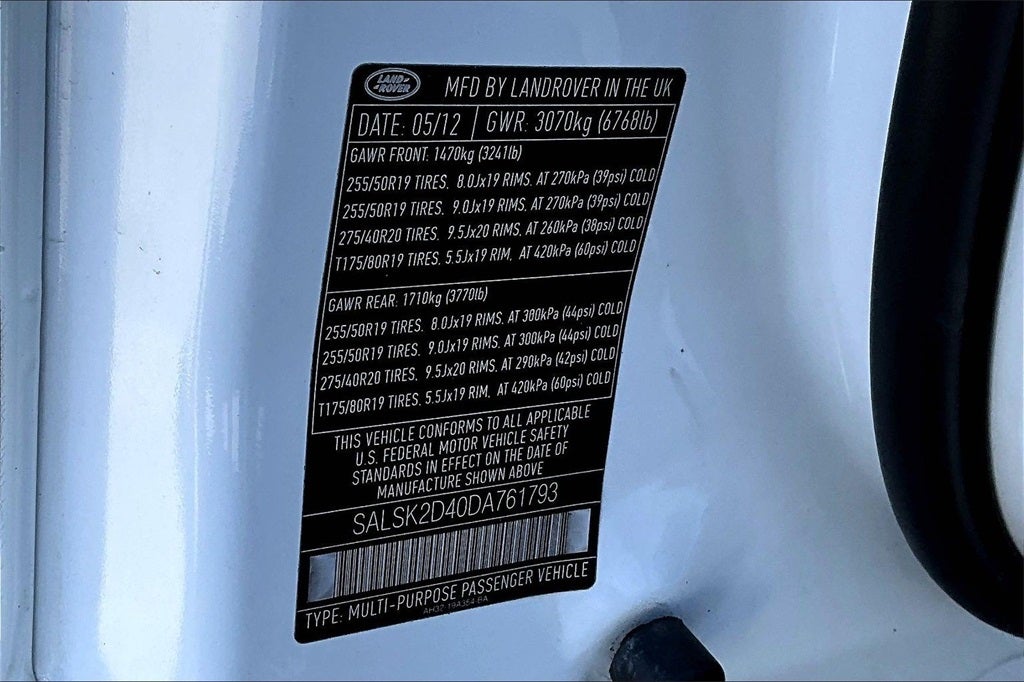 LAND-
-ROVER
MFD BY LANDROVER IN THE UK
DATE: 05/12 GWR: 3070kg (6768lb)
GAWR FRONT: 1470kg (3241lb)
255/50R19 TIRES. 8.0Jx19 RIMS. AT 270kPa (39psi) COLD
255/50R19 TIRES. 9.0Jx19 RIMS. AT 270kPa (39psi) COLD
275/40R20 TIRES. 9.5Jx20 RIMS. AT 260kPa (38psi) COLD
T175/80R19 TIRES. 5.5Jx19 RIM. AT 420kPa (60psi) COLD
GAWR REAR: 1710kg (3770lb)
255/50R19 TIRES. 8.0Jx19 RIMS. AT 300kPa (44psi) COLD
255/50R19 TIRES. 9.0Jx19 RIMS. AT 300kPa (44psi) COLD
275/40R20 TIRES. 9.5Jx20 RIMS. AT 290kPa (42psi) COLD
T175/80R19 TIRES. 5.5Jx19 RIM. AT 420kPa (60psi) COLD
THIS VEHICLE CONFORMS TO ALL APPLICABLE
U.S. FEDERAL MOTOR VEHICLE SAFETY
STANDARDS IN EFFECT ON THE DATE OF
MANUFACTURE SHOWN ABOVE
SALSK2D40DA761793
TYPE: MULTI-PURPOSE PASSENGER VEHICLE